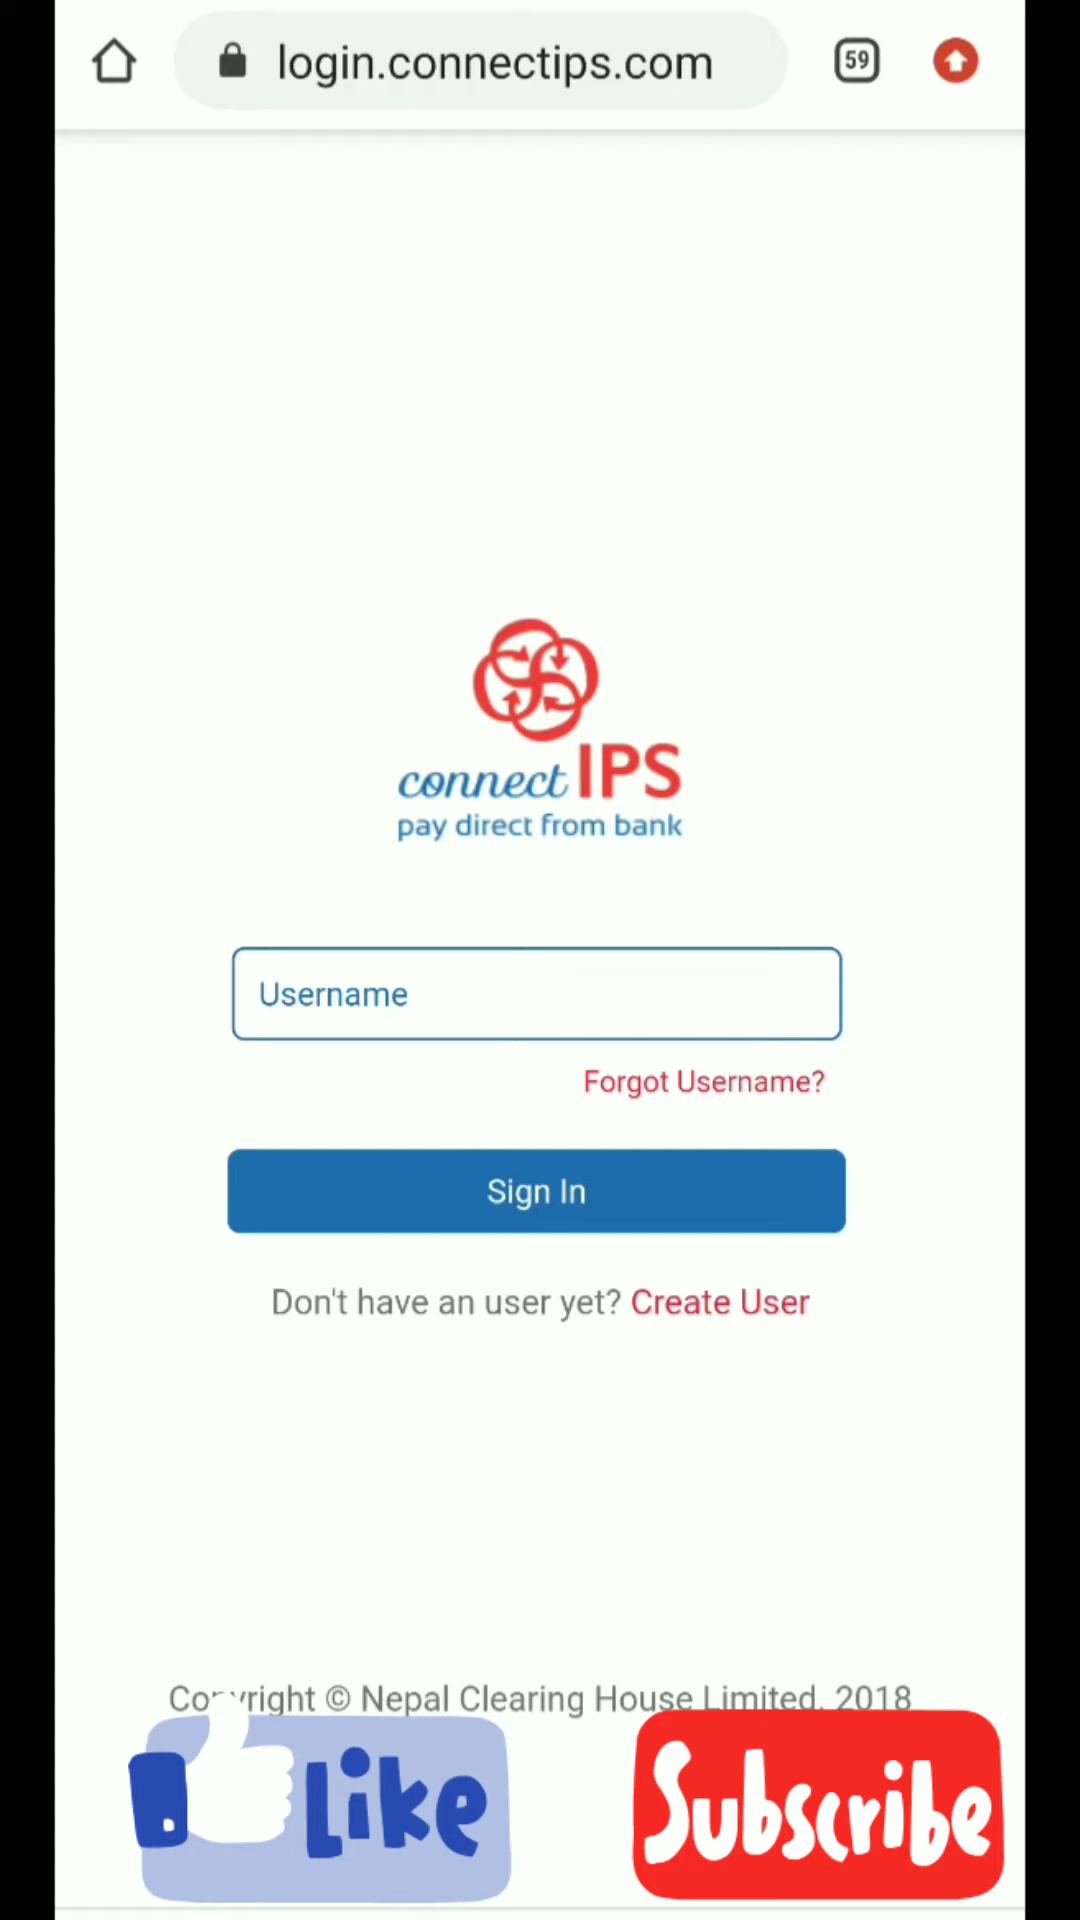 login.connectips.com
59
connect IPS
pay direct from bank
Username
Forgot Username?
Sign In
Don't have an user yet? Create User
Copyright © Nepal Clearing House Limited, 2018
Like
Subscribe